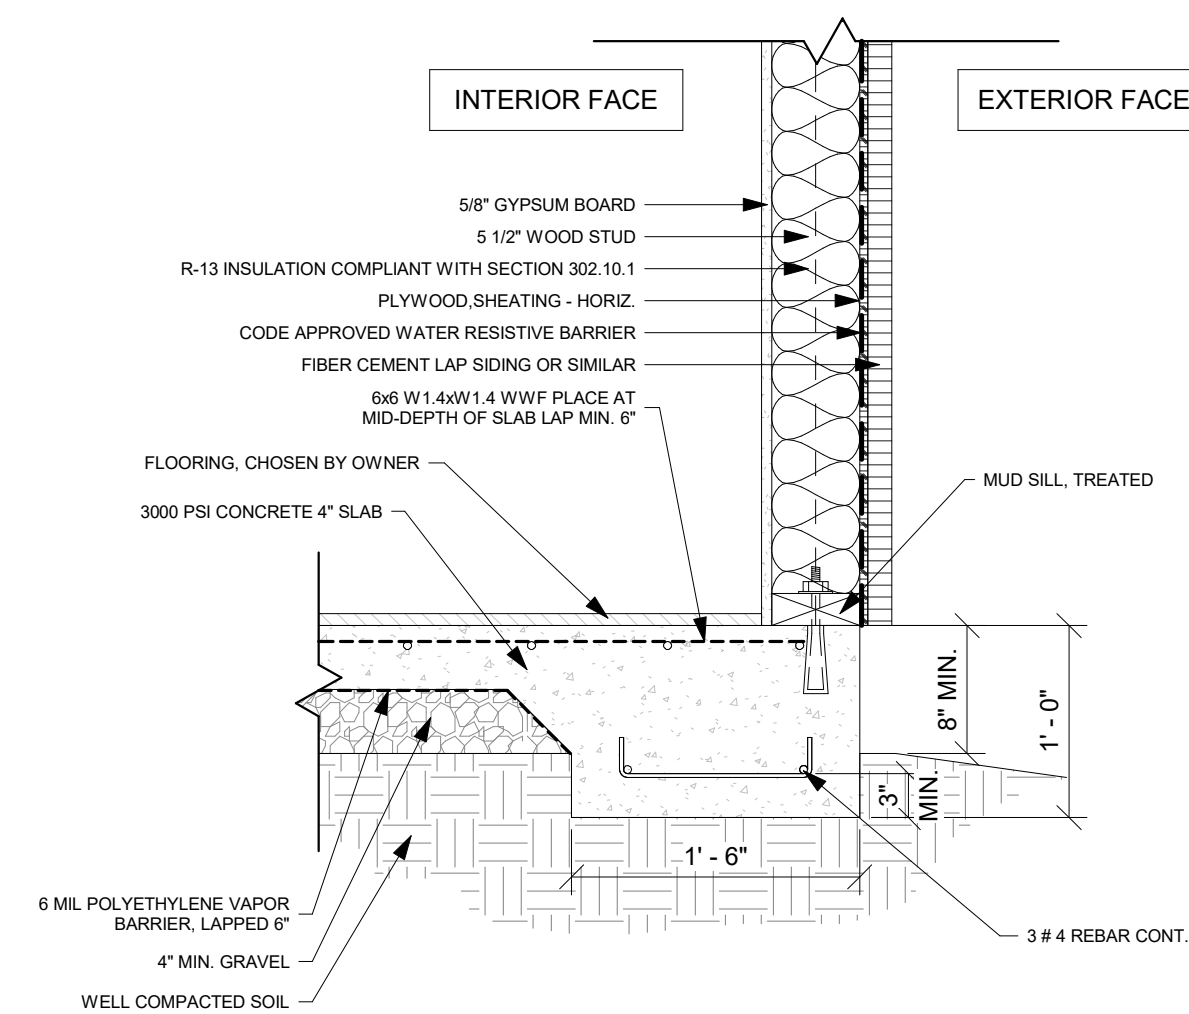 INTERIOR FACE
EXTERIOR FACE
5/8" GYPSUM BOARD
5 1/2" WOOD STUD
R-13 INSULATION COMPLIANT WITH SECTION 302.10.1
PLYWOOD,SHEATING - HORIZ.
CODE APPROVED WATER RESISTIVE BARRIER
FIBER CEMENT LAP SIDING OR SIMILAR
6x6 W1.4xW1.4 WWF PLACE AT
MID-DEPTH OF SLAB LAP MIN. 6"
FLOORING, CHOSEN BY OWNER
MUD SILL, TREATED
3000 PSI CONCRETE 4" SLAB
8" MIN.
1' - 0"
3"
MIN.
1' - 6"
6 MIL POLYETHYLENE VAPOR
BARRIER, LAPPED 6"
3 # 4 REBAR CONT.
4" MIN. GRAVEL
WELL COMPACTED SOIL